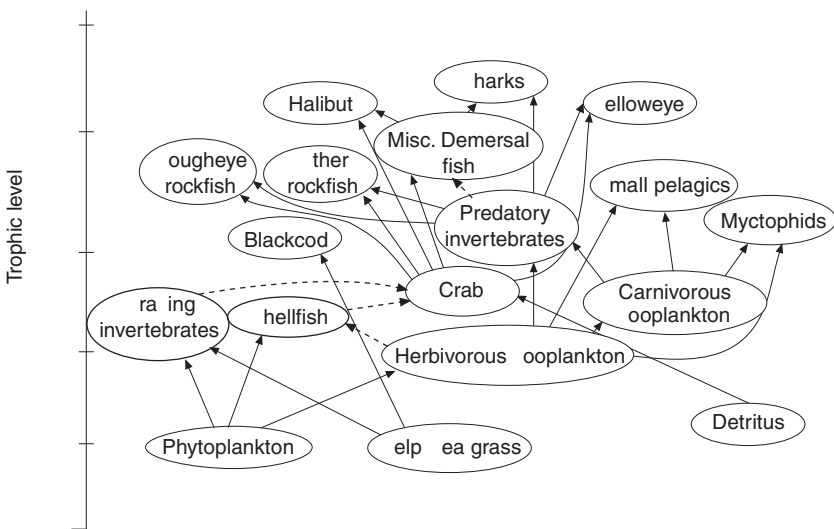 harks
Halibut
elloweye
Misc. Demersal
fish
ougheye
rockfish
ther
rockfish
mall pelagics
Predatory
invertebrates
Myctophids
Blackcod
Trophic level
Crab
Carnivorous
ooplankton
ra ing
invertebrates
hellfish
Herbivorous ooplankton
Detritus
Phytoplankton
elp ea grass